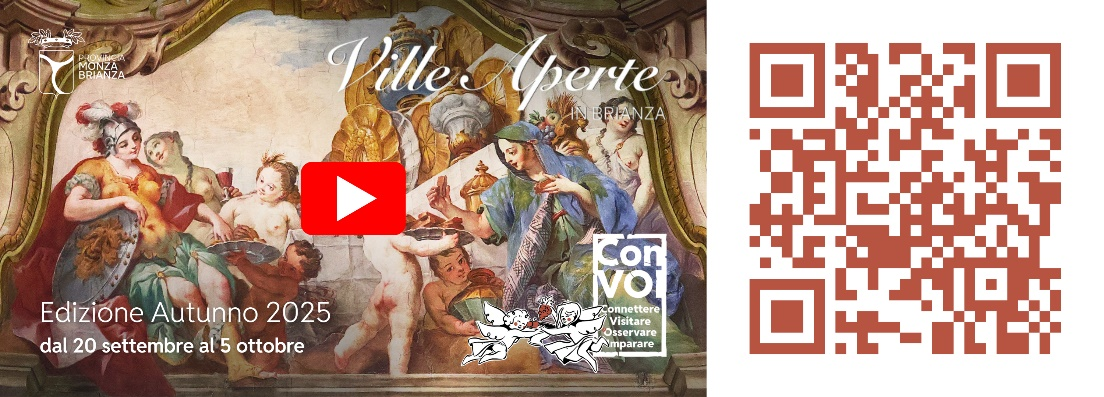 PROVINCIA
MONZA
BRIANZA
Ville Aperte
IN BRIANZA
Con
VOI
Connettere
Visitare
Osservare
Imparare
Edizione Autunno 2025
dal 20 settembre al 5 ottobre